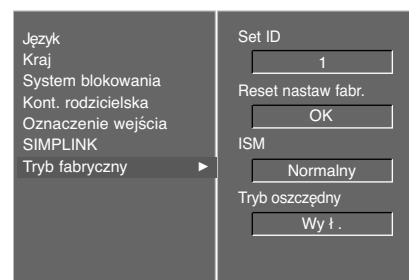 Język
Kraj
System blokowania
Kont. rodzicielska
Oznaczenie wejścia
SIMPLINK
Tryb fabryczny ►
Set ID
1
Reset nastaw fabr.
OK
ISM
Normalny
Tryb oszczędny
Wy ł .